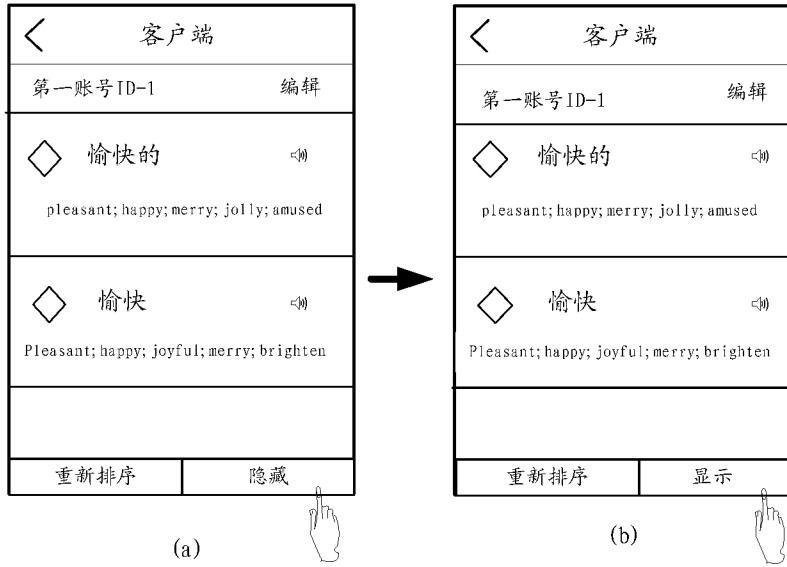 客户端
第一账号ID-1 编辑
愉快的
pleasant;happy;merry;jolly;amused
愉快
Pleasant;happy;joyful;merry;brighten
重新排序 隐藏
(a)
客户端
第一账号ID-1 编辑
愉快的
pleasant;happy;merry;jolly;amused
愉快
Pleasant;happy;joyful;merry;brighten
重新排序 显示
(b)